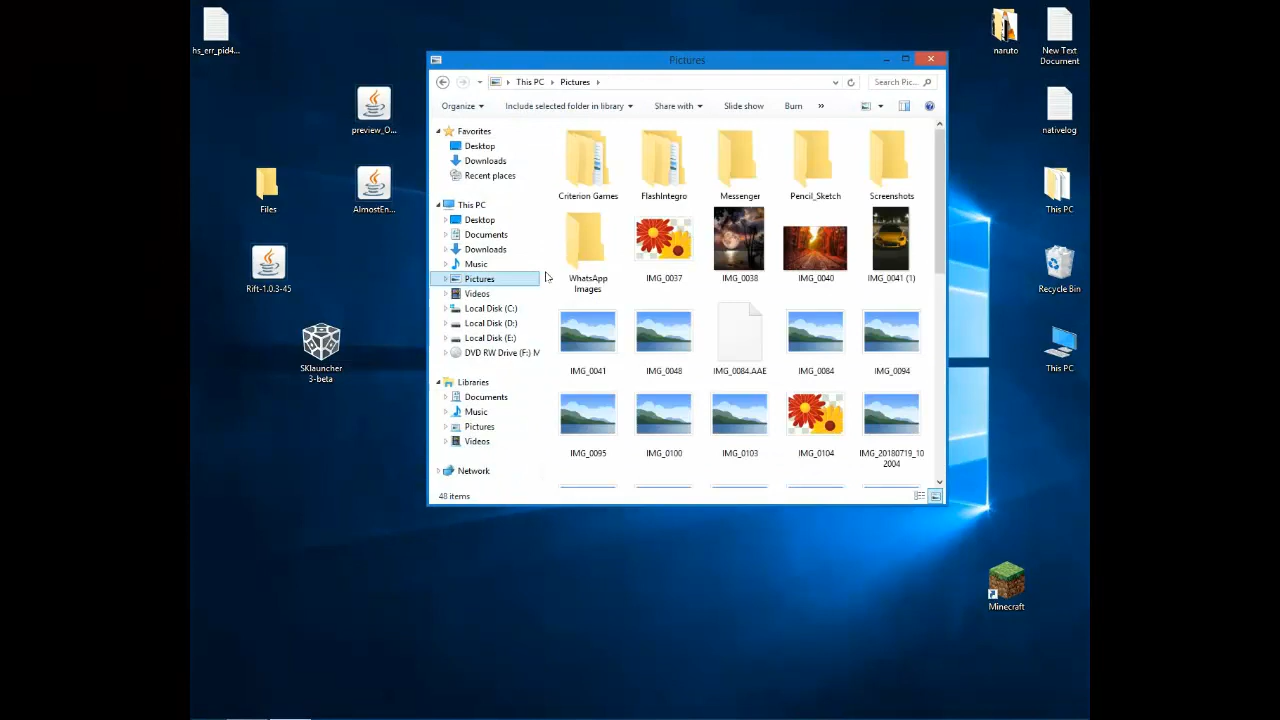 hs_err_pid4...
preview_O...
Files
AlmostEn...
Rift-1.0.3-45
SKlauncher
3-beta
naruto
New Text
Document
nativelog
This PC
Recycle Bin
This PC
Minecraft
Pictures
This PC
Pictures
Search Pic...
Organize
Include selected folder in library
Share with
Slide show
Burn
»
Favorites
Desktop
Downloads
Recent places
This PC
Desktop
Documents
Downloads
Music
Pictures
Videos
Local Disk (C:)
Local Disk (D:)
Local Disk (E:)
DVD RW Drive (F:) M
Libraries
Documents
Music
Pictures
Videos
Network
Criterion Games
FlashIntegro
Messenger
Pencil_Sketch
Screenshots
WhatsApp
Images
IMG_0037
IMG_0038
IMG_0040
IMG_0041 (1)
IMG_0041
IMG_0048
IMG_0084.AAE
IMG_0084
IMG_0094
IMG_0095
IMG_0100
IMG_0103
IMG_0104
IMG_20180719_10
2004
48 items